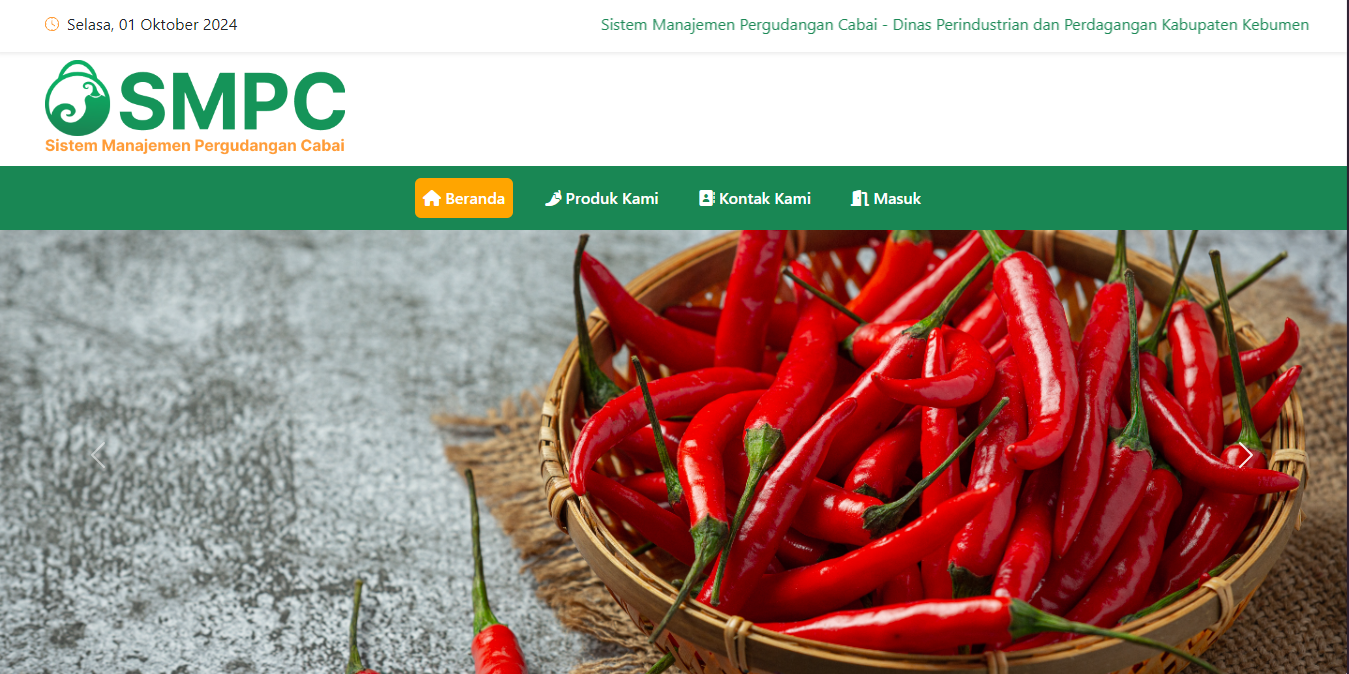 Selasa, 01 Oktober 2024
Sistem Manajemen Pergudangan Cabai - Dinas Perindustrian dan Perdagangan Kabupaten Kebumen
SMPC
Sistem Manajemen Pergudangan Cabai
Beranda
Produk Kami
Kontak Kami
Masuk